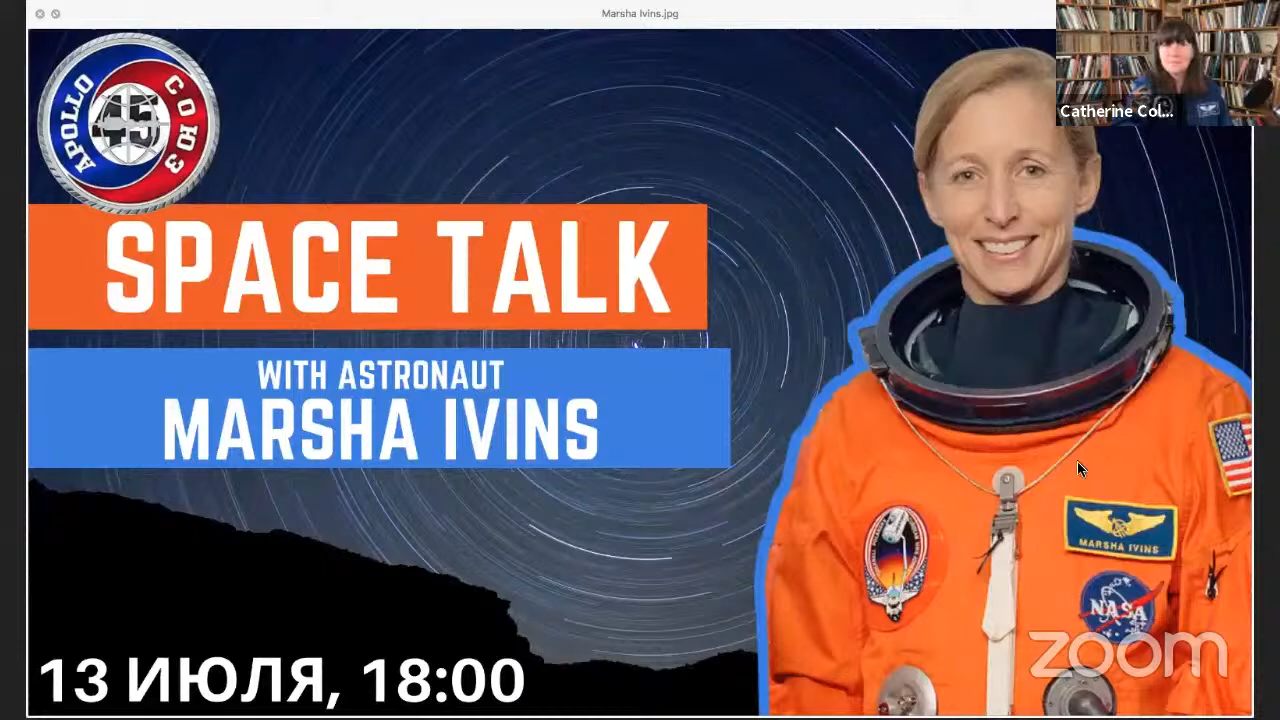 Marsha Ivins.jpg
Catherine Col...
APOLLO
45
СОЮЗ
SPACE TALK
WITH ASTRONAUT
MARSHA IVINS
MARSHA IVINS
NASA
zoom
13 ИЮЛЯ, 18:00